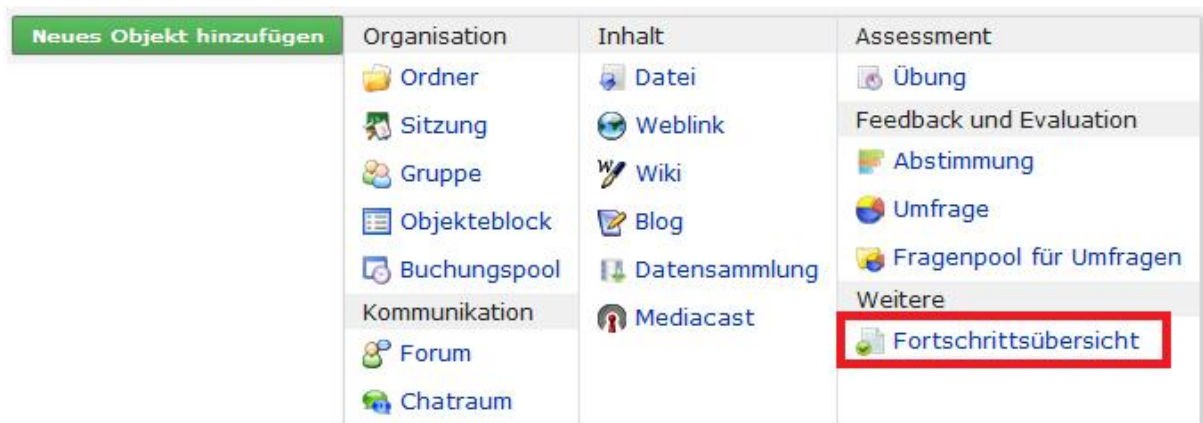 Neues Objekt hinzufügen
Organisation
Ordner
Sitzung
Gruppe
Objekteblock
Buchungspool
Kommunikation
Forum
Chatraum
Inhalt
Datei
Weblink
Wiki
Blog
Datensammlung
Mediacast
Assessment
Übung
Feedback und Evaluation
Abstimmung
Umfrage
Fragenpool für Umfragen
Weitere
Fortschrittsübersicht